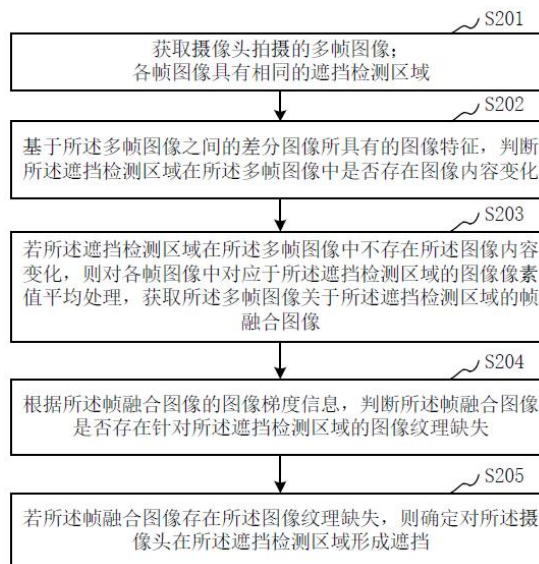 S201
获取摄像头拍摄的多帧图像；
各帧图像具有相同的遮挡检测区域
S202
基于所述多帧图像之间的差分图像所具有的图像特征，判断
所述遮挡检测区域在所述多帧图像中是否存在图像内容变化
S203
若所述遮挡检测区域在所述多帧图像中不存在所述图像内容
变化，则对各帧图像中对应于所述遮挡检测区域的图像像素
值平均处理，获取所述多帧图像关于所述遮挡检测区域的帧
融合图像
S204
根据所述帧融合图像的图像梯度信息，判断所述帧融合图像
是否存在针对所述遮挡检测区域的图像纹理缺失
S205
若所述帧融合图像存在所述图像纹理缺失，则确定对所述摄
像头在所述遮挡检测区域形成遮挡